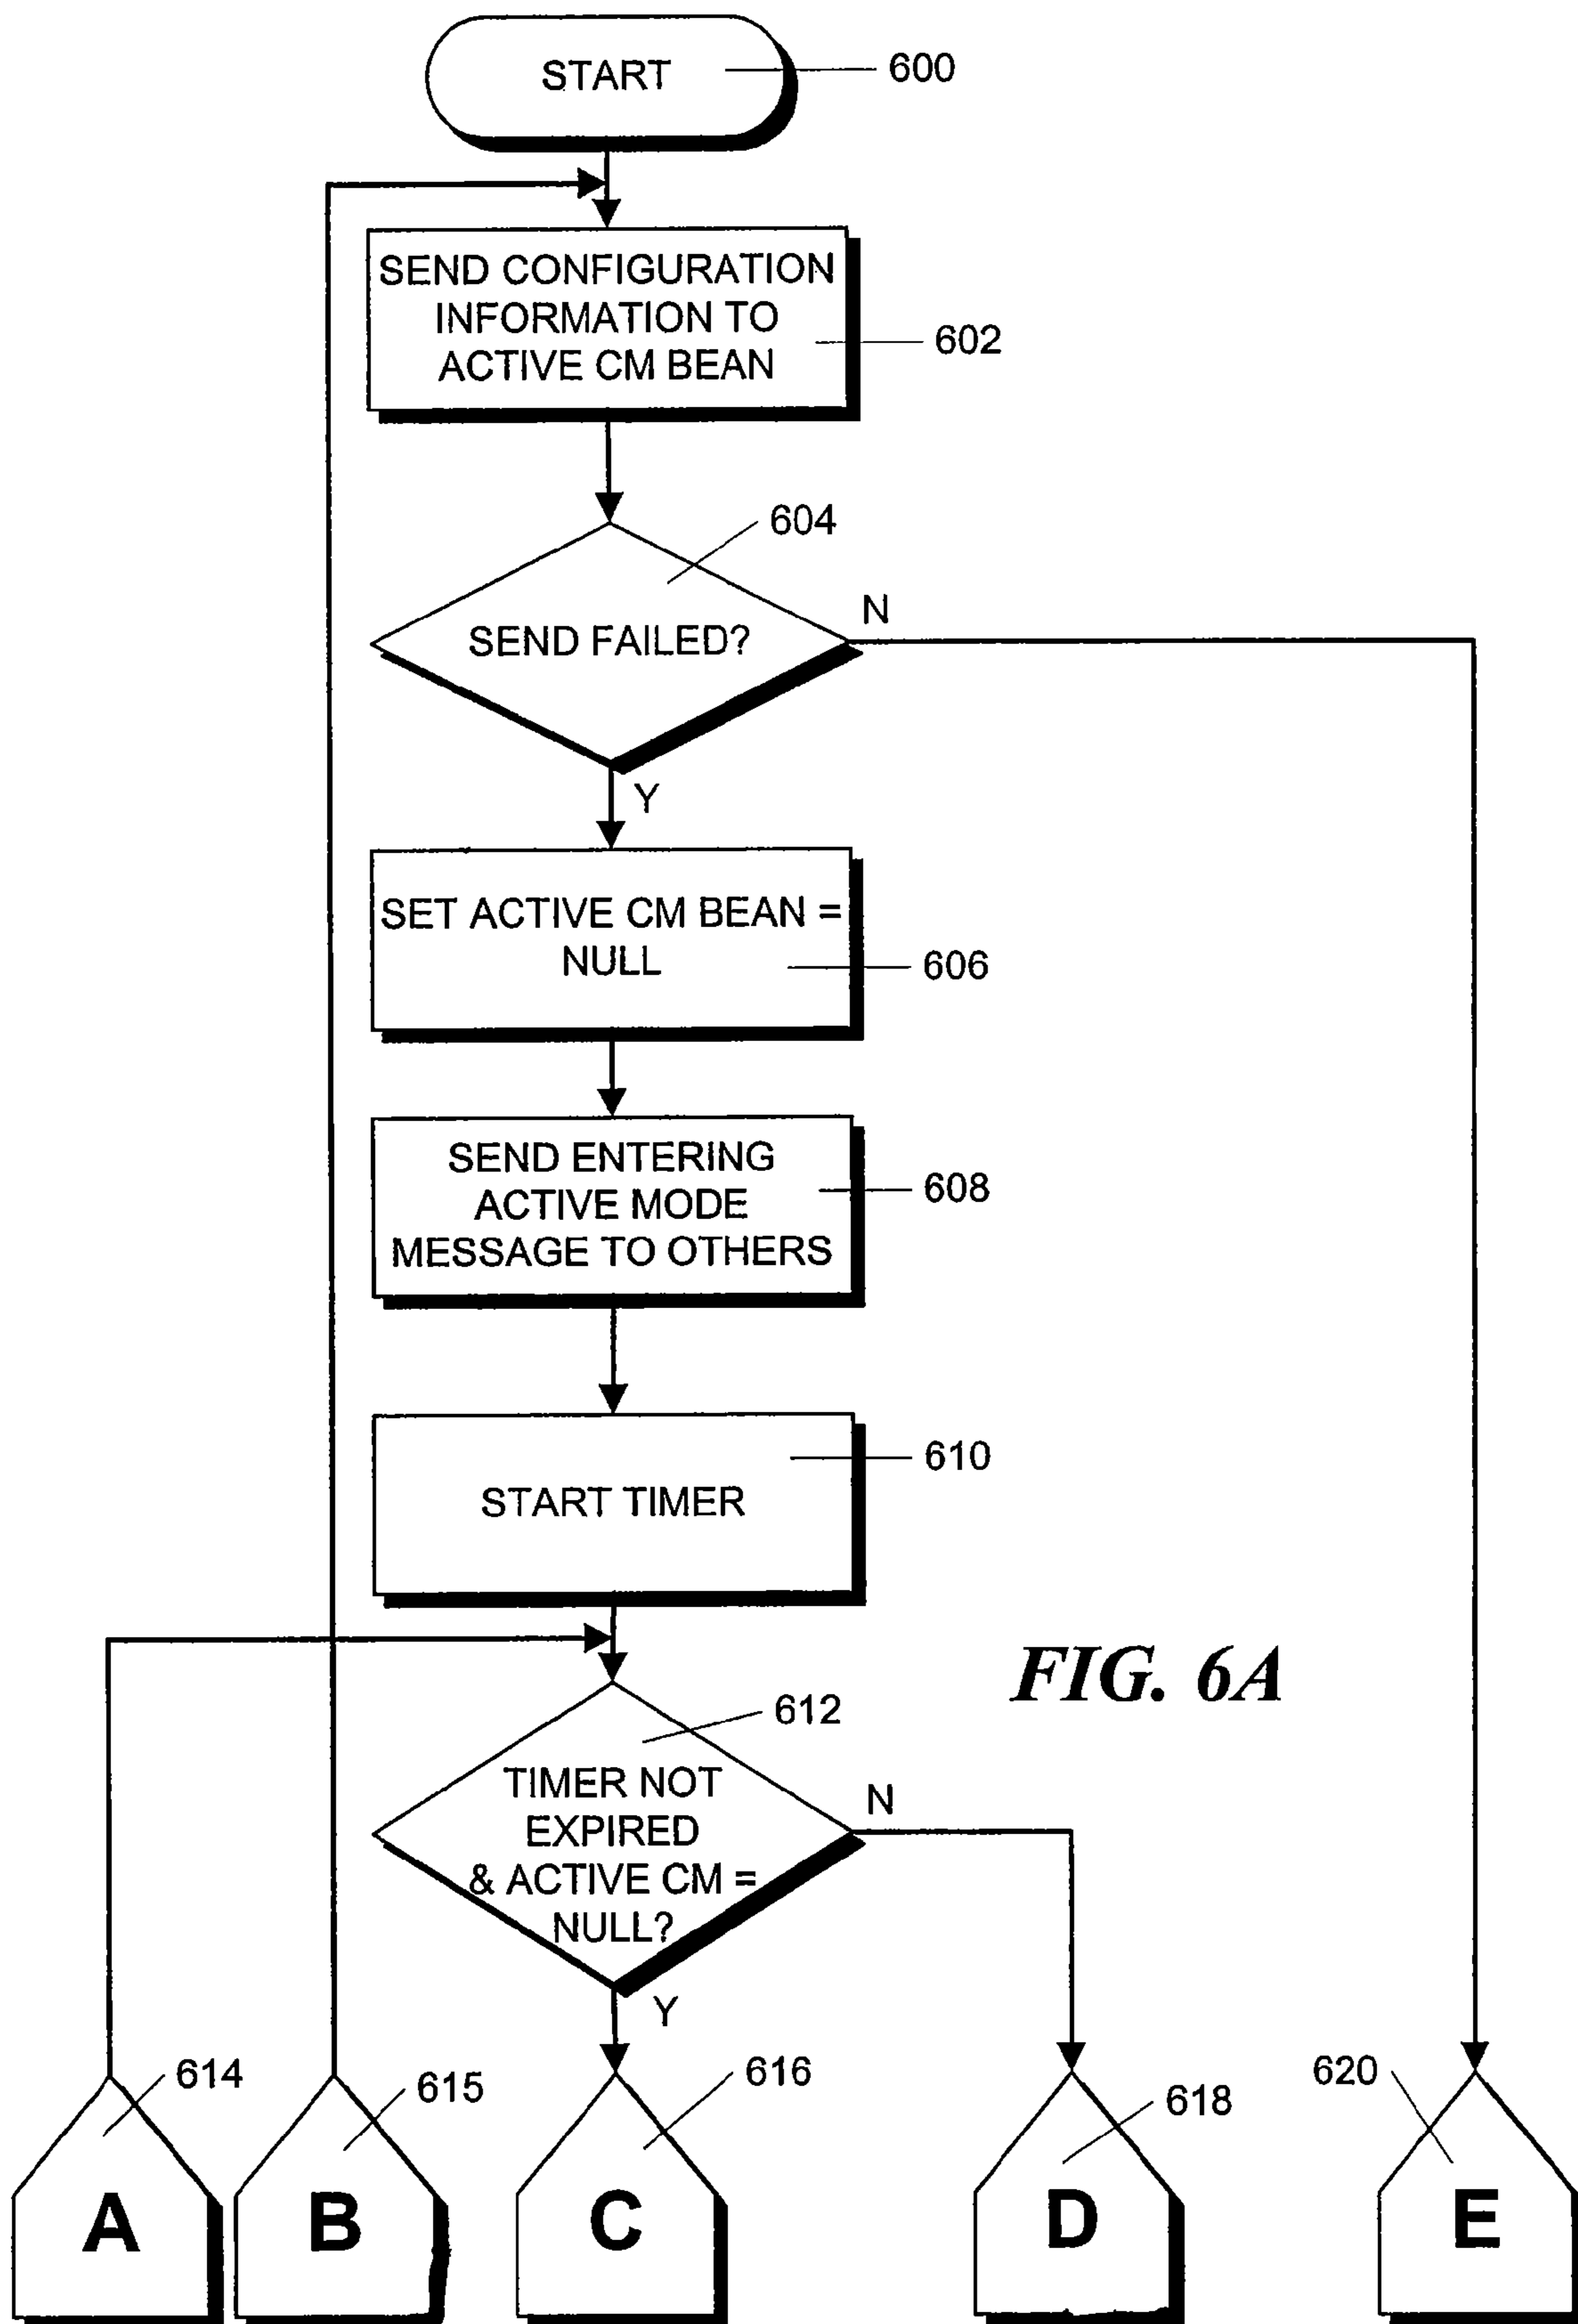 START
600
SEND CONFIGURATION
INFORMATION TO
ACTIVE CM BEAN
602
604
SEND FAILED?
N
Y
SET ACTIVE CM BEAN =
NULL
606
SEND ENTERING
ACTIVE MODE
MESSAGE TO OTHERS
608
START TIMER
610
FIG. 6A
612
TIMER NOT
EXPIRED
& ACTIVE CM =
NULL?
N
Y
614
615
616
618
620
A
B
C
D
E